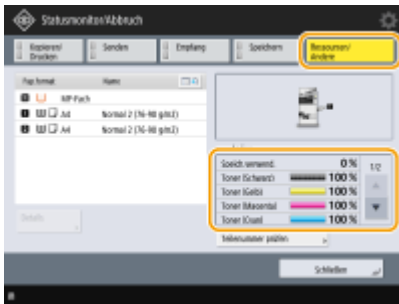 Statusmonitor/Abbruch
Kopieren/
Drucken
Senden
Empfang
Speichern
Ressourcen/
Andere
Pap.format
Name
MP-Fach
A4
Normal 2 (76-90 g/m2)
A4
Normal 2 (76-90 g/m2)
Speich. verwend.
0 %
Toner (Schwarz)
100 %
Toner (Gelb)
100 %
Toner (Magenta)
100 %
Toner (Cyan)
100 %
1/2
Details
Teilenummer prüfen
Schließen